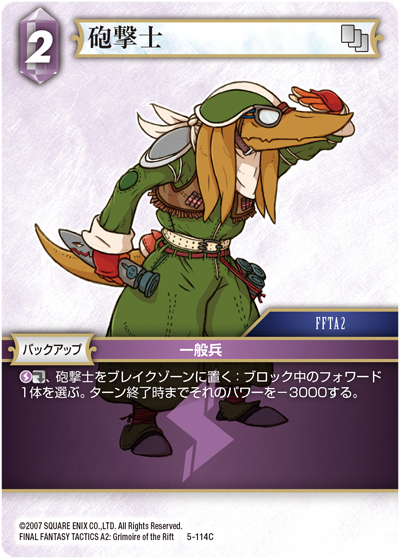 2
砲撃士
FFTA2
バックアップ
一般兵
、砲撃士をブレイクゾーンに置く:ブロック中のフォワード
1体を選ぶ。ターン終了時までそれのパワーを−3000する。
©2007 SQUARE ENIX CO.,LTD. All Rights Reserved.
FINAL FANTASY TACTICS A2: Grimoire of the Rift 5-114C